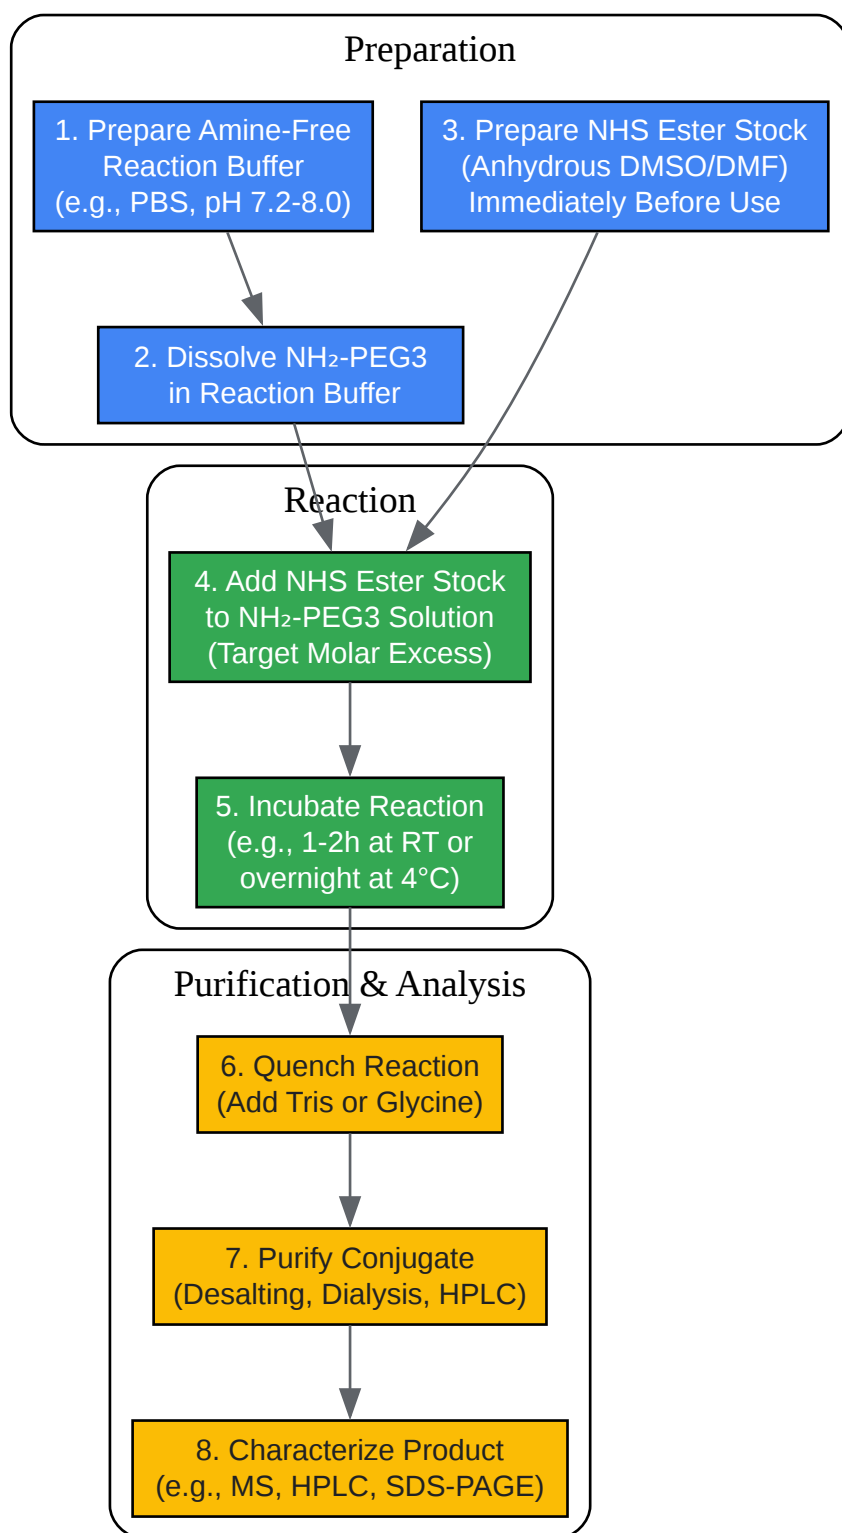 Preparation
1. Prepare Amine-Free
Reaction Buffer
(e.g., PBS, pH 7.2-8.0)
3. Prepare NHS Ester Stock
(Anhydrous DMSO/DMF)
Immediately Before Use
2. Dissolve NH₂-PEG3
in Reaction Buffer
Reaction
4. Add NHS Ester Stock
to NH₂-PEG3 Solution
(Target Molar Excess)
5. Incubate Reaction
(e.g., 1-2h at RT or
overnight at 4°C)
Purification & Analysis
6. Quench Reaction
(Add Tris or Glycine)
7. Purify Conjugate
(Desalting, Dialysis, HPLC)
8. Characterize Product
(e.g., MS, HPLC, SDS-PAGE)